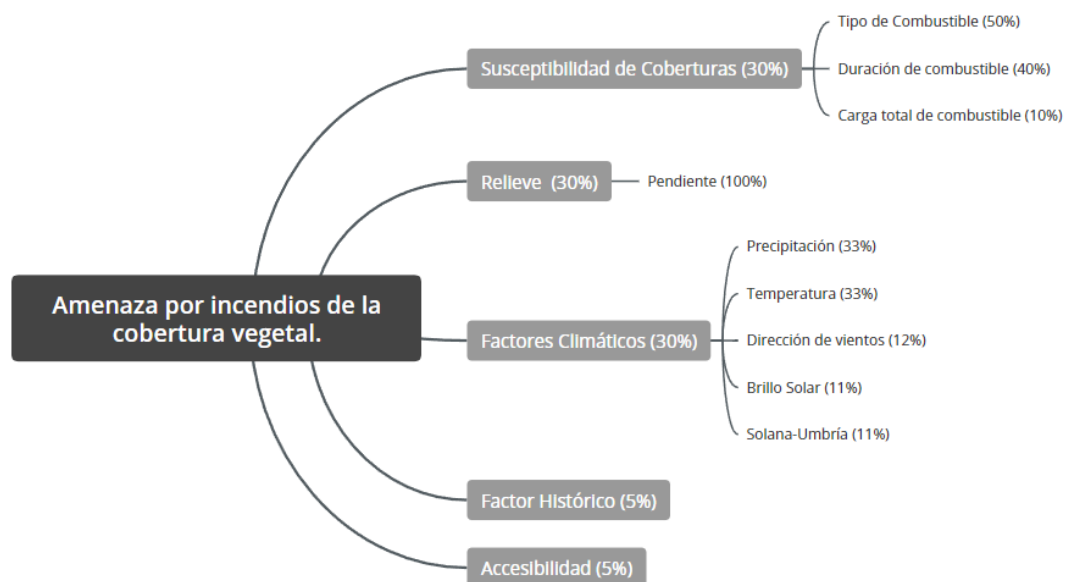 Amenaza por incendios de la
cobertura vegetal.
Susceptibilidad de Coberturas (30%)
Tipo de Combustible (50%)
Duración de combustible (40%)
Carga total de combustible (10%)
Relieve (30%)
Pendiente (100%)
Factores Climáticos (30%)
Precipitación (33%)
Temperatura (33%)
Dirección de vientos (12%)
Brillo Solar (11%)
Solana-Umbría (11%)
Factor Histórico (5%)
Accesibilidad (5%)